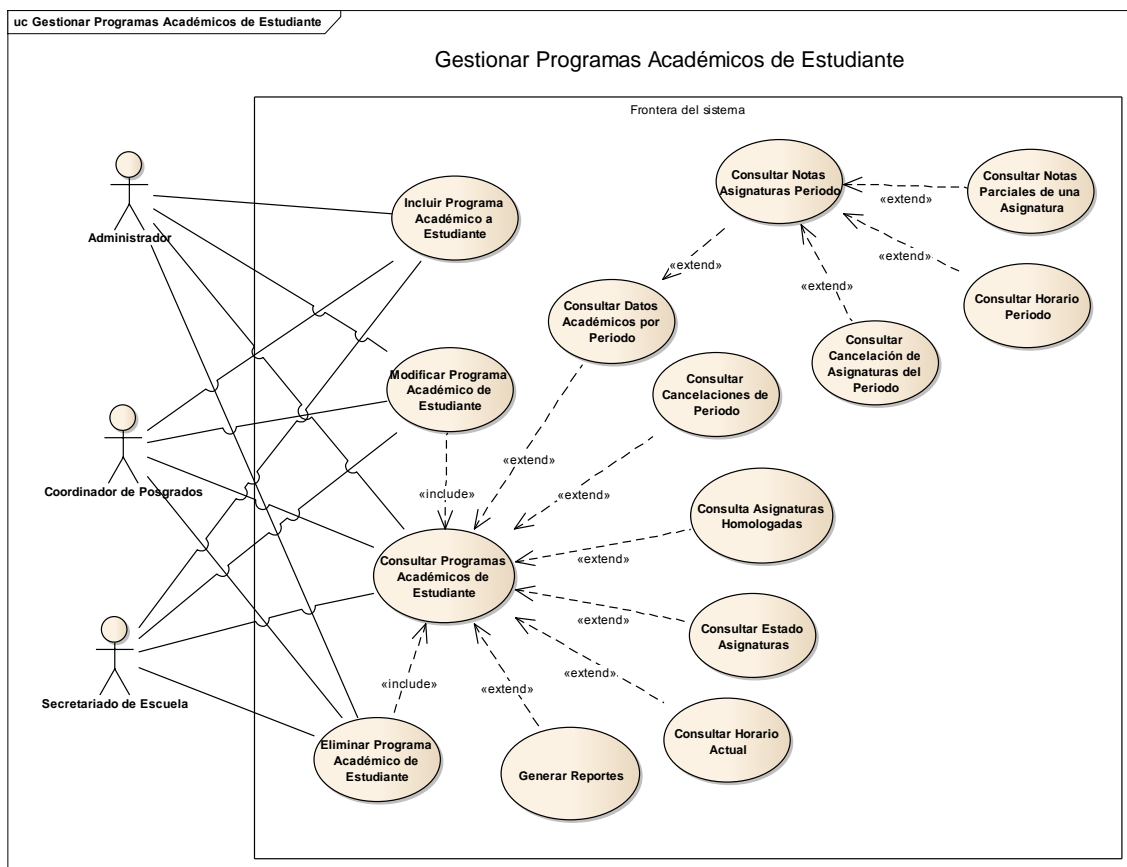 uc Gestionar Programas Académicos de Estudiante
Gestionar Programas Académicos de Estudiante
Frontera del sistema
Administrador
Coordinador de Posgrados
Secretariado de Escuela
Incluir Programa
Académico a
Estudiante
Modificar Programa
Académico de
Estudiante
«include»
Consultar Programas
Académicos de
Estudiante
«include»
Eliminar Programa
Académico de
Estudiante
Consultar Notas
Asignaturas Periodo
«extend»
Consultar Notas
Parciales de una
Asignatura
«extend»
Consultar Horario
Periodo
«extend»
Consultar
Cancelación de
Asignaturas del
Periodo
«extend»
Consultar Datos
Académicos por
Periodo
«extend»
Consultar
Cancelaciones de
Periodo
«extend»
Consulta Asignaturas
Homologadas
«extend»
Consultar Estado
Asignaturas
«extend»
Consultar Horario
Actual
«extend»
Generar Reportes
«extend»